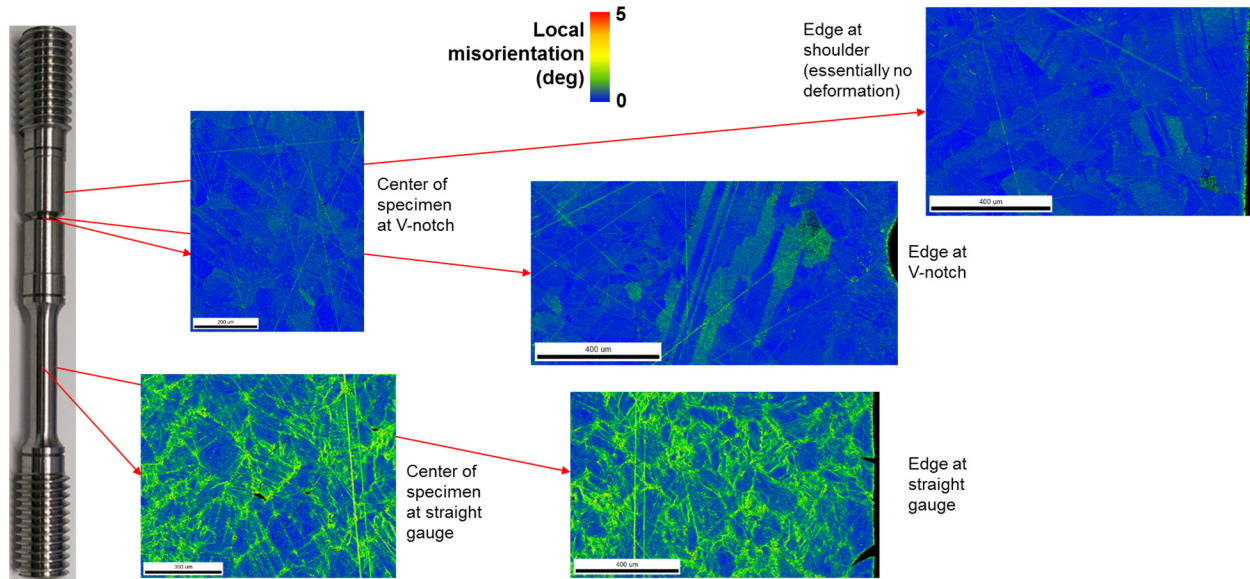 Local
misorientation
(deg)
5
0
Edge at
shoulder
(essentially no
deformation)
400 um
Center of
specimen
at V-notch
200 um
Edge at
V-notch
400 um
Center of
specimen
at straight
gauge
300 um
Edge at
straight
gauge
400 um